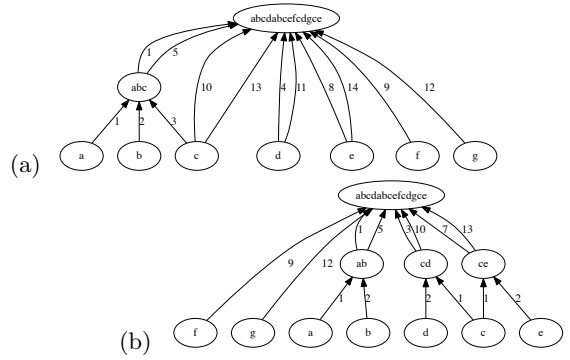 abcdabcefcdgce
1 5
abc 10 13 4 11 8 14 9 12
1 2 3
(a) a b c d e f g
abcdabcefcdgce
9 12 1 5 3 10 7 13
ab cd ce
1 2 2 1 1 2
(b) f g a b d c e